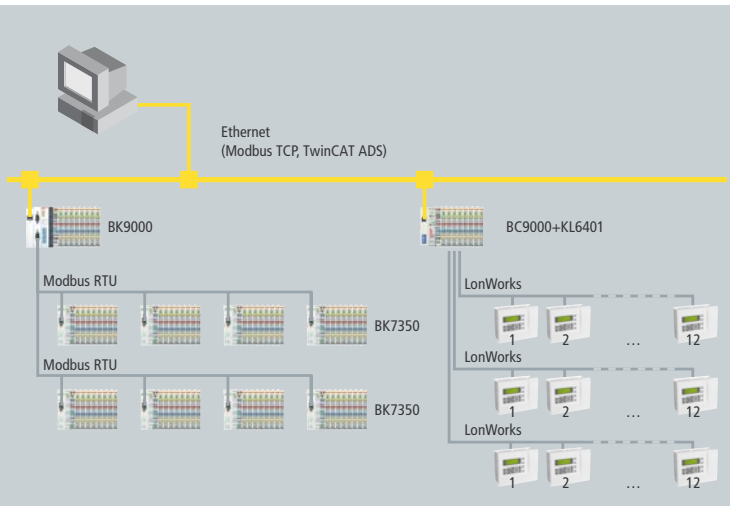 Ethernet
(Modbus TCP, TwinCAT ADS)
BK9000
BC9000+KL6401
Modbus RTU
BK7350
Modbus RTU
BK7350
LonWorks
1 2 … 12
LonWorks
1 2 … 12
LonWorks
1 2 … 12